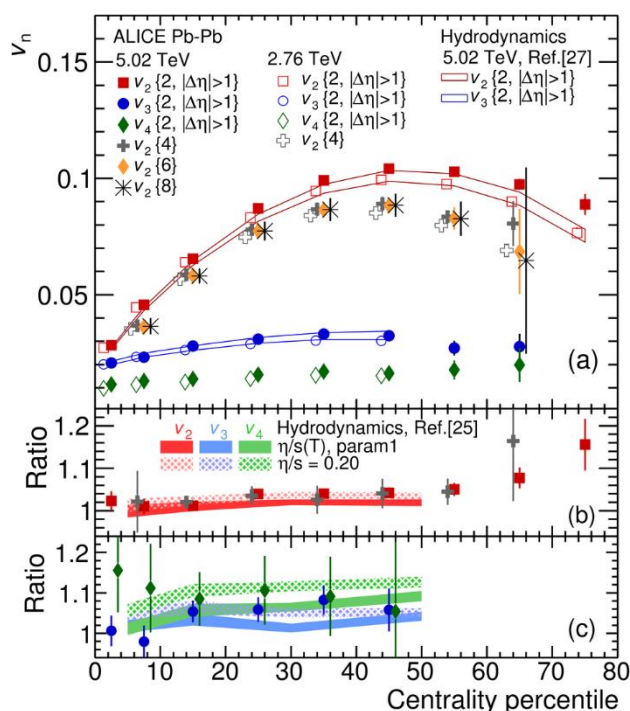 v_n
ALICE Pb-Pb
5.02 TeV
v₂{2, |Δη|>1}
v₃{2, |Δη|>1}
v₄{2, |Δη|>1}
v₂{4}
v₂{6}
v₂{8}
2.76 TeV
v₂{2, |Δη|>1}
v₃{2, |Δη|>1}
v₄{2, |Δη|>1}
v₂{4}
Hydrodynamics
5.02 TeV, Ref.[27]
v₂{2, |Δη|>1}
v₃{2, |Δη|>1}
0.15
0.1
0.05
(a)
Ratio
1.2
1.1
1
v₂ v₃ v₄ Hydrodynamics, Ref.[25]
η/s(T), param1
η/s = 0.20
(b)
Ratio
1.2
1.1
1
(c)
0 10 20 30 40 50 60 70 80
Centrality percentile